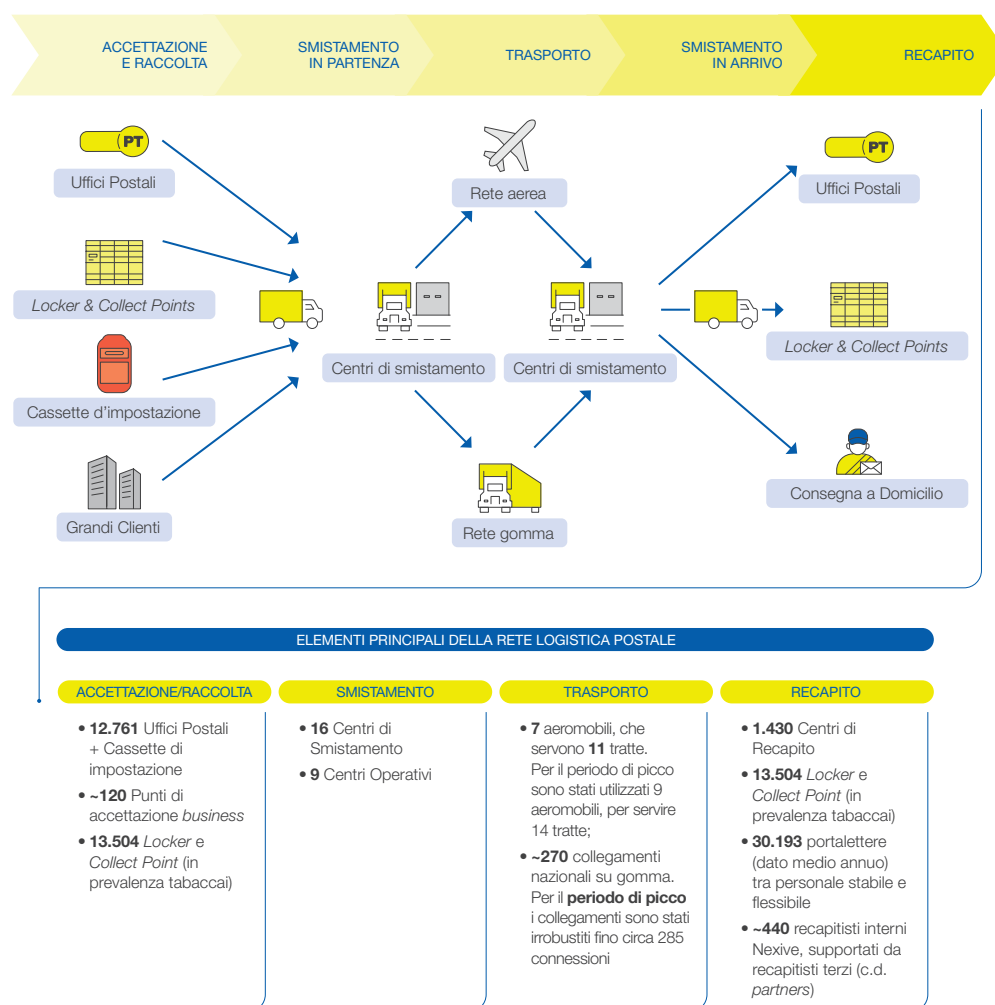 ACCETTAZIONE
E RACCOLTA
SMISTAMENTO
IN PARTENZA
TRASPORTO
SMISTAMENTO
IN ARRIVO
RECAPITO
PT
Uffici Postali
Locker & Collect Points
Cassette d'impostazione
Grandi Clienti
Centri di smistamento
Rete aerea
Rete gomma
Centri di smistamento
PT
Uffici Postali
Locker & Collect Points
Consegna a Domicilio
ELEMENTI PRINCIPALI DELLA RETE LOGISTICA POSTALE
ACCETTAZIONE/RACCOLTA
• 12.761 Uffici Postali
+ Cassette di
impostazione
• ~120 Punti di
accettazione business
• 13.504 Locker e
Collect Point (in
prevalenza tabaccai)
SMISTAMENTO
• 16 Centri di
Smistamento
• 9 Centri Operativi
TRASPORTO
• 7 aeromobili, che
servono 11 tratte.
Per il periodo di picco
sono stati utilizzati 9
aeromobili, per servire
14 tratte;
• ~270 collegamenti
nazionali su gomma.
Per il periodo di picco
i collegamenti sono stati
irrobustiti fino circa 285
connessioni
RECAPITO
• 1.430 Centri di
Recapito
• 13.504 Locker e
Collect Point (in
prevalenza tabaccai)
• 30.193 portalettere
(dato medio annuo)
tra personale stabile e
flessibile
• ~440 recapitisti interni
Nexive, supportati da
recapitisti terzi (c.d.
partners)